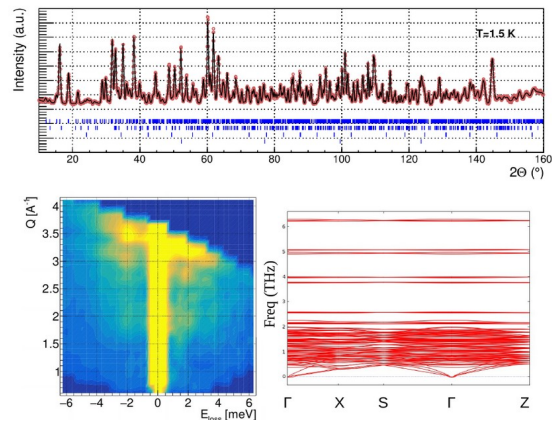 Intensity (a.u.)
T=1.5 K
20 40 60 80 100 120 140 160
2Θ (º)
Q [A⁻¹]
4
3.5
3
2.5
2
1.5
1
−6 −4 −2 0 2 4 6
E_loss [meV]
Freq (THz)
6
5
4
3
2
1
0
Γ X S Γ Z